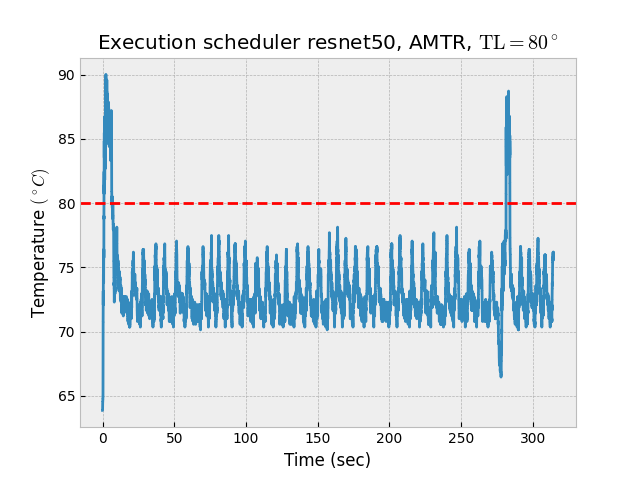 Execution scheduler resnet50, AMTR, TL = 80°
90
85
80
75
70
65
Temperature (°C)
0 50 100 150 200 250 300
Time (sec)